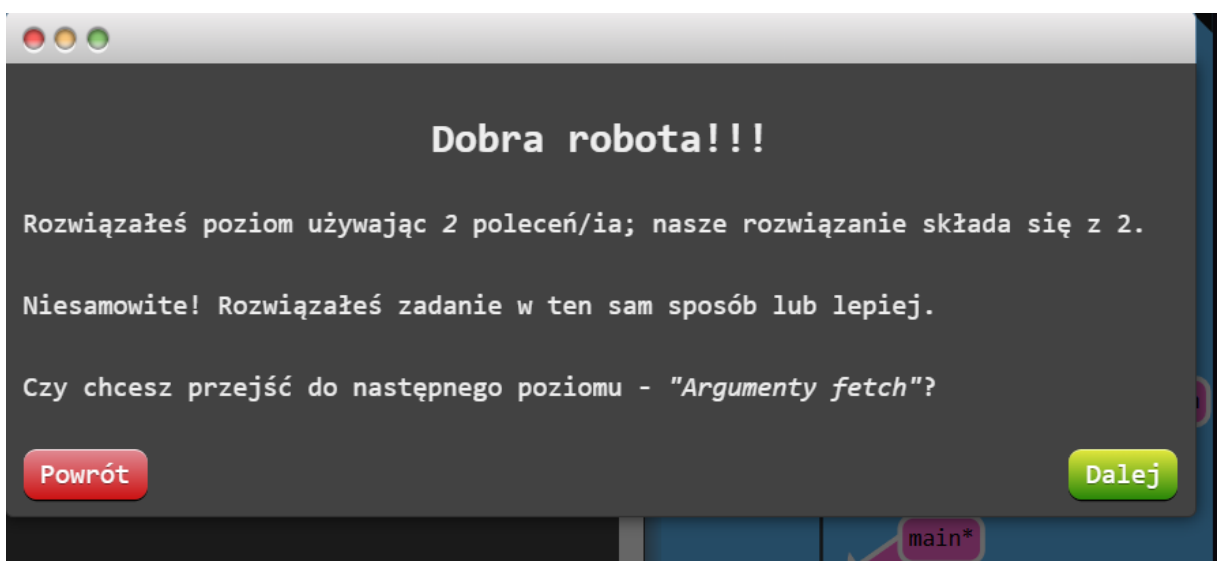 Dobra robota!!!
Rozwiązałeś poziom używając 2 poleceń/ia; nasze rozwiązanie składa się z 2.
Niesamowite! Rozwiązałeś zadanie w ten sam sposób lub lepiej.
Czy chcesz przejść do następnego poziomu - "Argumenty fetch"?
Powrót
Dalej
main*